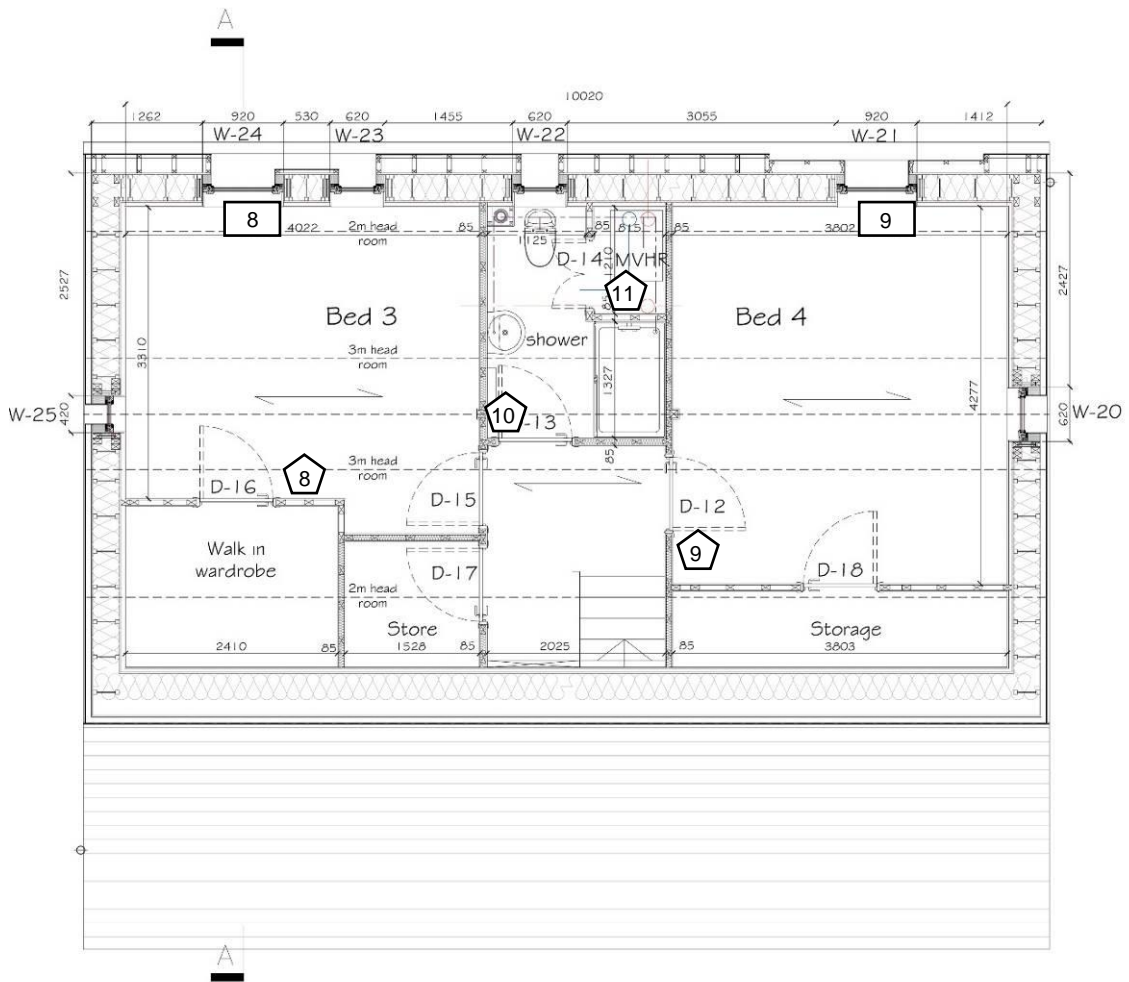 A
10020
1262 920 530 620 1455 620 3055 920 1412
W-24 W-23 W-22 W-21
8 9
4022 2m head room 85 85 615 85 3802
1125
D-14 MVHR
1210
11
85
2527
2427
Bed 3
Bed 4
shower
3310
3m head room
1327
4277
W-25 420
620 W-20
10
-13
85
3m head room
8
D-16
D-15
D-12
9
Walk in wardrobe
D-17
D-18
2m head room
Store
Storage
2410 85 1528 85 2025 85 3803
A